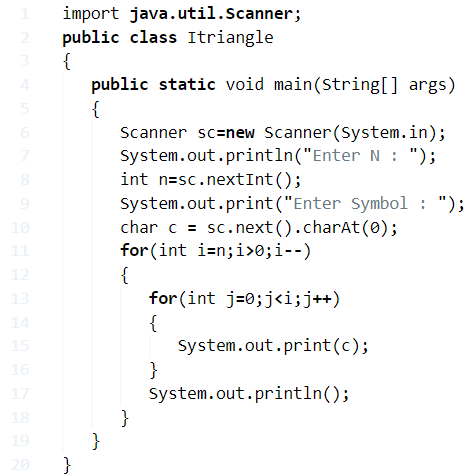 1 import java.util.Scanner;
2 public class Itriangle
3 {
4 public static void main(String[] args)
5 {
6 Scanner sc=new Scanner(System.in);
7 System.out.println("Enter N : ");
8 int n=sc.nextInt();
9 System.out.print("Enter Symbol : ");
10 char c = sc.next().charAt(0);
11 for(int i=n;i>0;i--)
12 {
13 for(int j=0;j<i;j++)
14 {
15 System.out.print(c);
16 }
17 System.out.println();
18 }
19 }
20 }